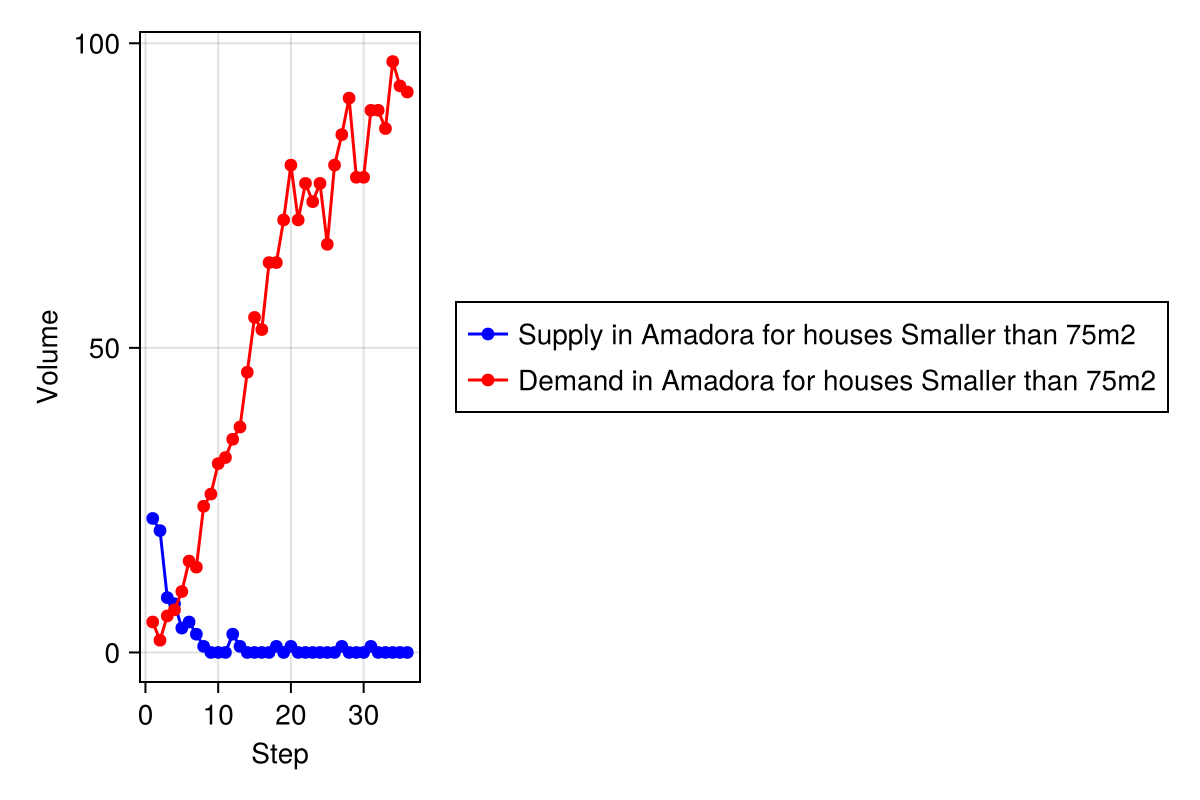 100
50
0
Volume
0 10 20 30
Step
Supply in Amadora for houses Smaller than 75m2
Demand in Amadora for houses Smaller than 75m2